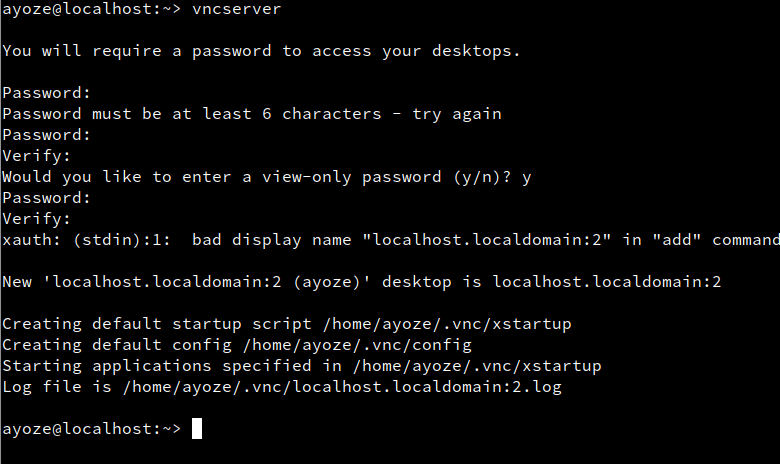 ayoze@localhost:~> vncserver
You will require a password to access your desktops.
Password:
Password must be at least 6 characters - try again
Password:
Verify:
Would you like to enter a view-only password (y/n)? y
Password:
Verify:
xauth: (stdin):1:  bad display name "localhost.localdomain:2" in "add" command
New 'localhost.localdomain:2 (ayoze)' desktop is localhost.localdomain:2
Creating default startup script /home/ayoze/.vnc/xstartup
Creating default config /home/ayoze/.vnc/config
Starting applications specified in /home/ayoze/.vnc/xstartup
Log file is /home/ayoze/.vnc/localhost.localdomain:2.log
ayoze@localhost:~>